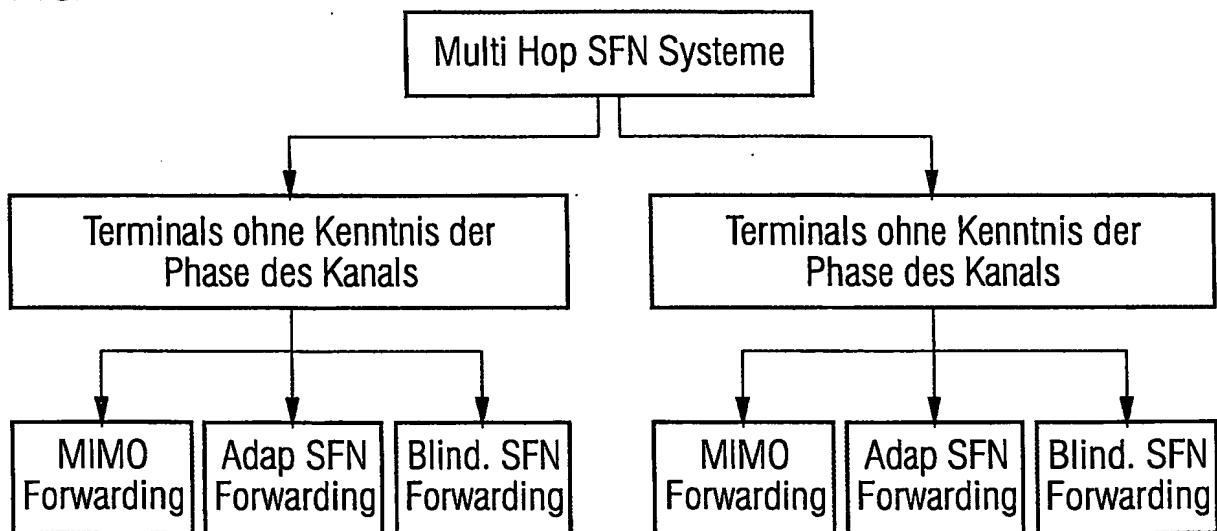 Multi Hop SFN Systeme
Terminals ohne Kenntnis der
Phase des Kanals
Terminals ohne Kenntnis der
Phase des Kanals
MIMO
Forwarding
Adap SFN
Forwarding
Blind. SFN
Forwarding
MIMO
Forwarding
Adap SFN
Forwarding
Blind. SFN
Forwarding